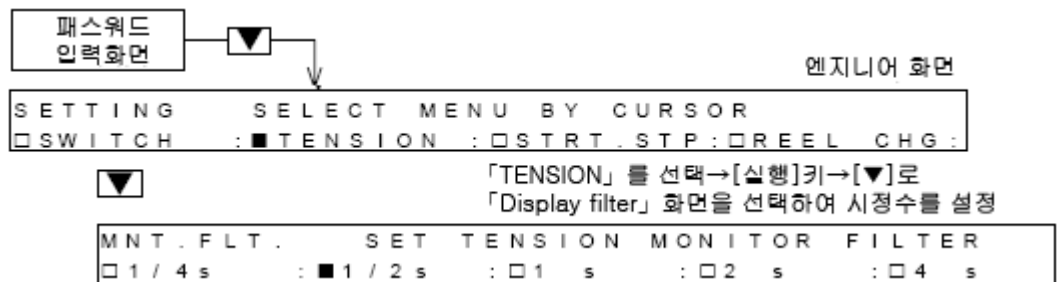 패스워드
입력화면
▼
엔지니어 화면
SETTING SELECT MENU BY CURSOR
□SWITCH :■TENSION :□STRT.STP:□REEL CHG:
▼
「TENSION」를 선택→[실행]키→[▼]로
「Display filter」화면을 선택하여 시정수를 설정
MNT.FLT. SET TENSION MONITOR FILTER
□1/4s :■1/2s :□1 s :□2 s :□4 s